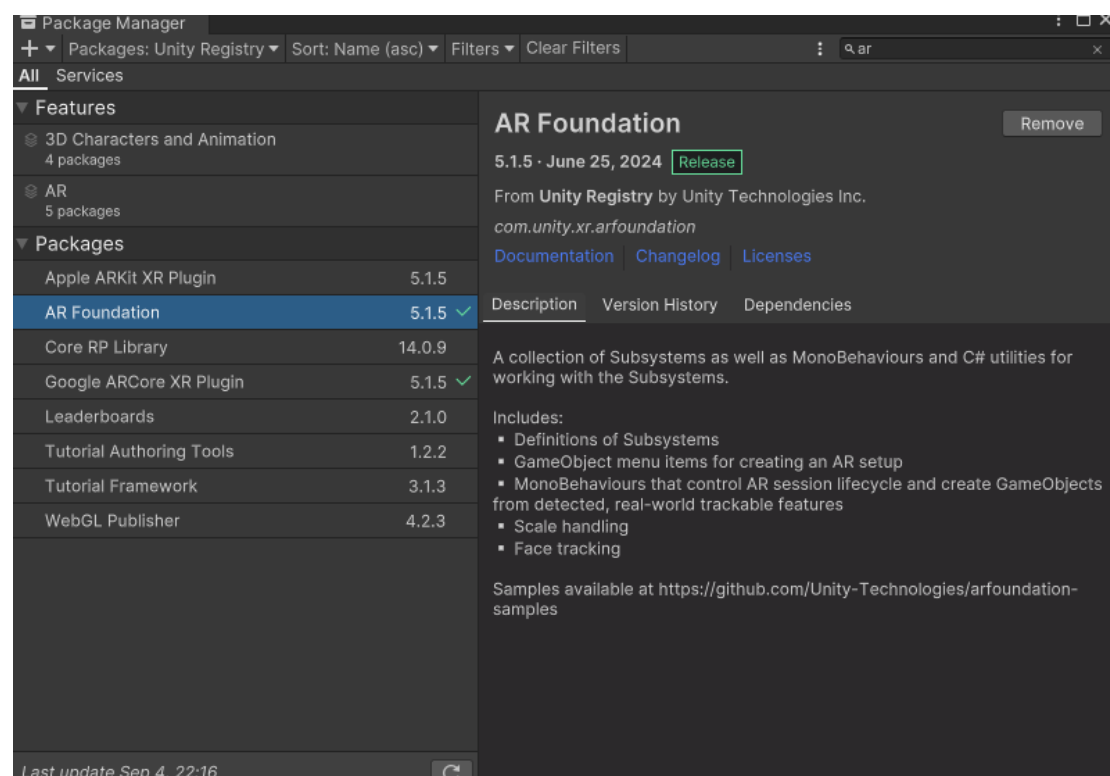 Package Manager
+ Packages: Unity Registry Sort: Name (asc) Filters Clear Filters ar
All Services
Features
3D Characters and Animation
4 packages
AR
5 packages
Packages
Apple ARKit XR Plugin 5.1.5
AR Foundation 5.1.5
Core RP Library 14.0.9
Google ARCore XR Plugin 5.1.5
Leaderboards 2.1.0
Tutorial Authoring Tools 1.2.2
Tutorial Framework 3.1.3
WebGL Publisher 4.2.3
Last update Sep 4, 22:16
AR Foundation Remove
5.1.5 · June 25, 2024 Release
From Unity Registry by Unity Technologies Inc.
com.unity.xr.arfoundation
Documentation Changelog Licenses
Description Version History Dependencies
A collection of Subsystems as well as MonoBehaviours and C# utilities for
working with the Subsystems.
Includes:
▪ Definitions of Subsystems
▪ GameObject menu items for creating an AR setup
▪ MonoBehaviours that control AR session lifecycle and create GameObjects
from detected, real-world trackable features
▪ Scale handling
▪ Face tracking
Samples available at https://github.com/Unity-Technologies/arfoundation-
samples